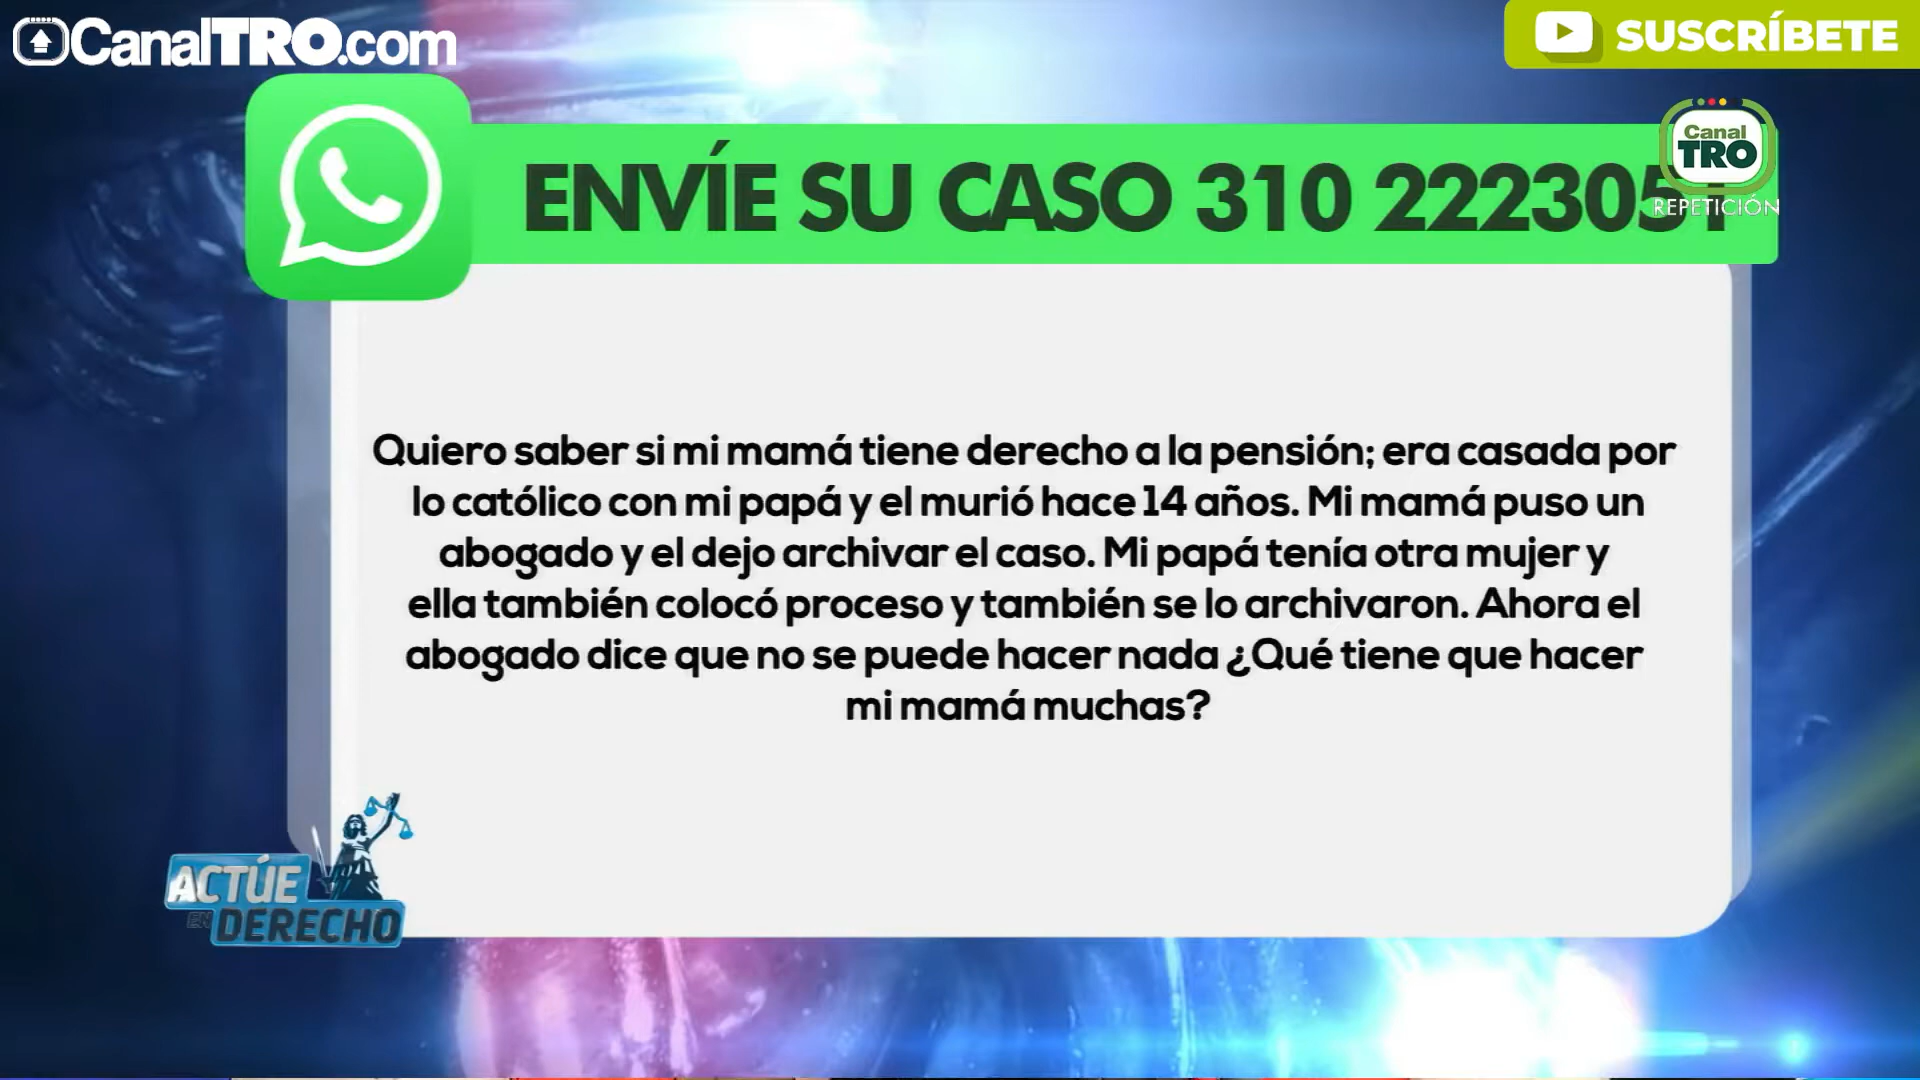 CanalTRO.com
SUSCRÍBETE
Canal
TRO
REPETICIÓN
ENVÍE SU CASO 310 2223051
Quiero saber si mi mamá tiene derecho a la pensión; era casada por
lo católico con mi papá y el murió hace 14 años. Mi mamá puso un
abogado y el dejo archivar el caso. Mi papá tenía otra mujer y
ella también colocó proceso y también se lo archivaron. Ahora el
abogado dice que no se puede hacer nada ¿Qué tiene que hacer
mi mamá muchas?
ACTÚE
EN DERECHO